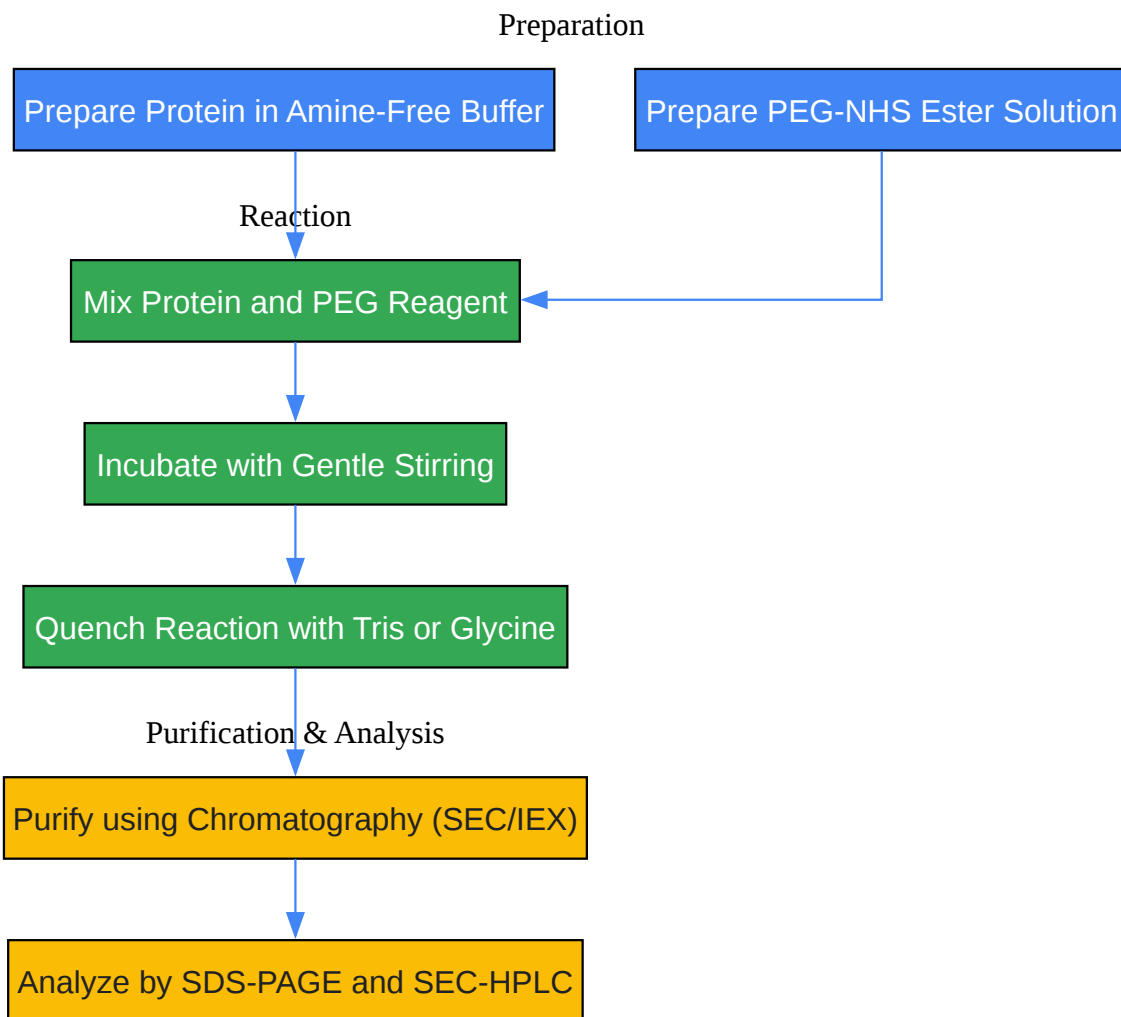 Preparation
Prepare Protein in Amine-Free Buffer
Prepare PEG-NHS Ester Solution
Reaction
Mix Protein and PEG Reagent
Incubate with Gentle Stirring
Quench Reaction with Tris or Glycine
Purification & Analysis
Purify using Chromatography (SEC/IEX)
Analyze by SDS-PAGE and SEC-HPLC